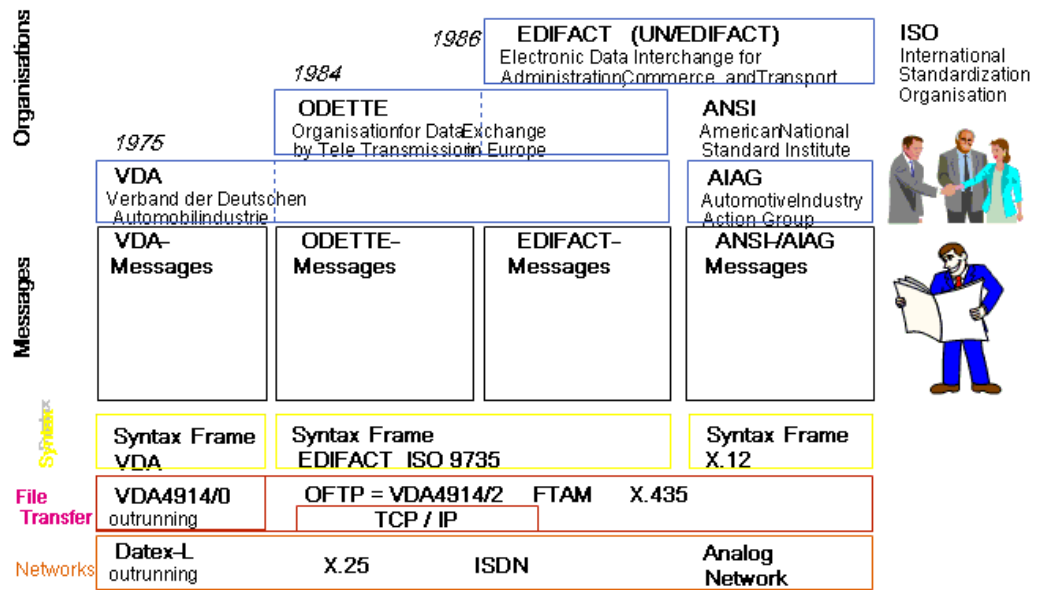 Organisations
1986
EDIFACT (UN/EDIFACT)
Electronic Data Interchange for
Administration,Commerce, andTransport
ISO
International
Standardization
Organisation
1984
ODETTE
Organisationfor DataExchange
by Tele Transmissionin Europe
ANSI
AmericanNational
Standard Institute
1975
VDA
Verband der Deutschen
Automobilindustrie
AIAG
AutomotiveIndustry
Action Group
Messages
VDA-
Messages
ODETTE-
Messages
EDIFACT-
Messages
ANSI-/AIAG
Messages
Syntax
Syntax Frame
VDA
Syntax Frame
EDIFACT ISO 9735
Syntax Frame
X.12
File
Transfer
VDA4914/0
outrunning
OFTP = VDA4914/2 FTAM X.435
TCP / IP
Networks
Datex-L
outrunning
X.25
ISDN
Analog
Network